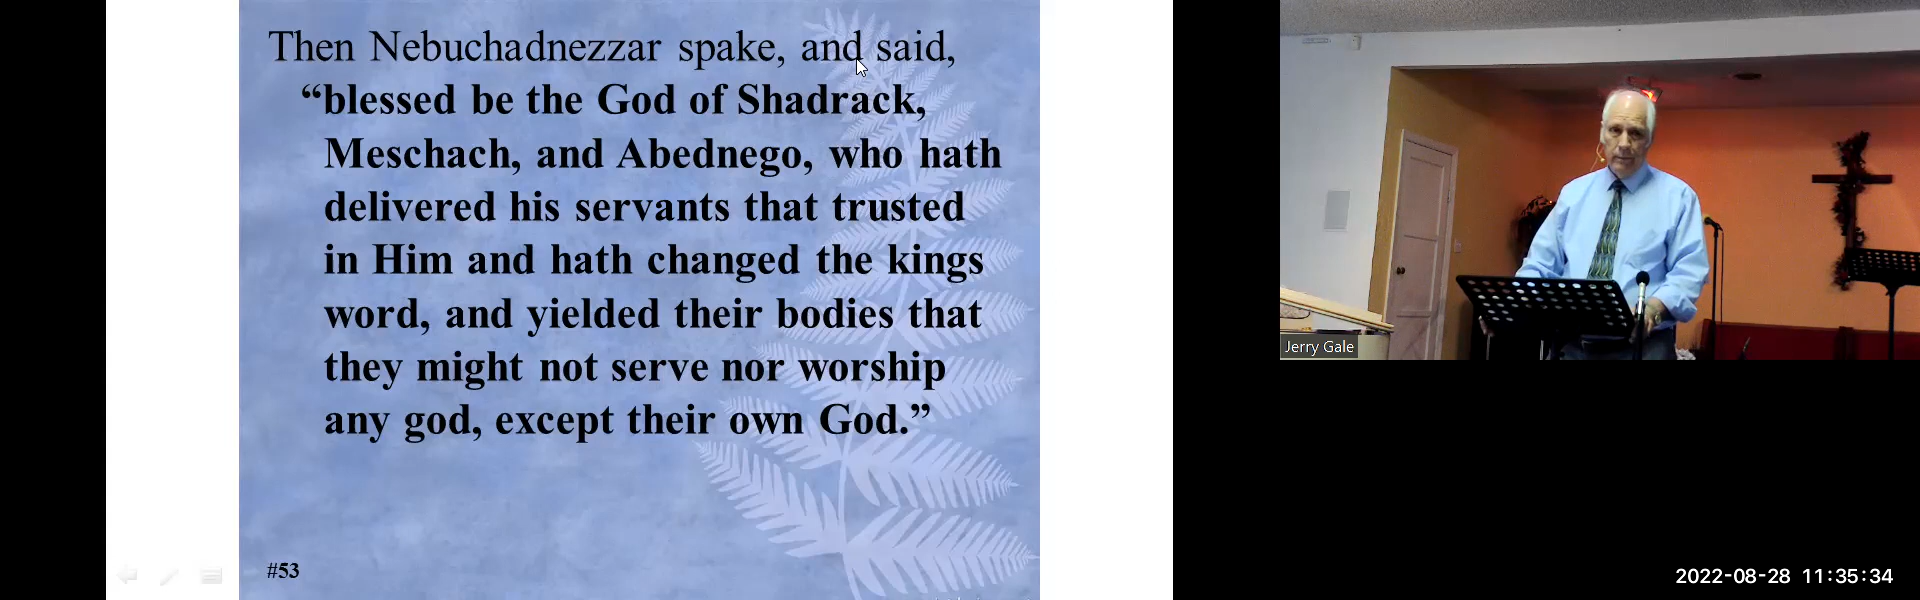 Then Nebuchadnezzar spake, and said,
“blessed be the God of Shadrack,
Meschach, and Abednego, who hath
delivered his servants that trusted
in Him and hath changed the kings
word, and yielded their bodies that
they might not serve nor worship
any god, except their own God.”
#53
Jerry Gale
2022-08-28 11:35:34